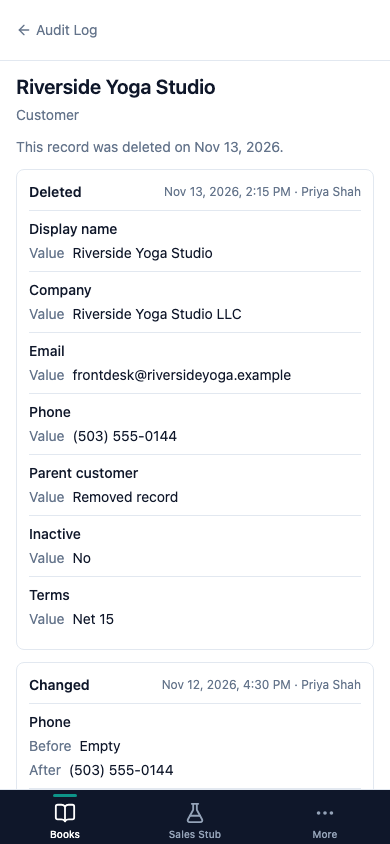 Audit Log
Riverside Yoga Studio
Customer
This record was deleted on Nov 13, 2026.
Deleted Nov 13, 2026, 2:15 PM · Priya Shah
Display name
Value Riverside Yoga Studio
Company
Value Riverside Yoga Studio LLC
Email
Value frontdesk@riversideyoga.example
Phone
Value (503) 555-0144
Parent customer
Value Removed record
Inactive
Value No
Terms
Value Net 15
Changed Nov 12, 2026, 4:30 PM · Priya Shah
Phone
Before Empty
After (503) 555-0144
Books Sales Stub More